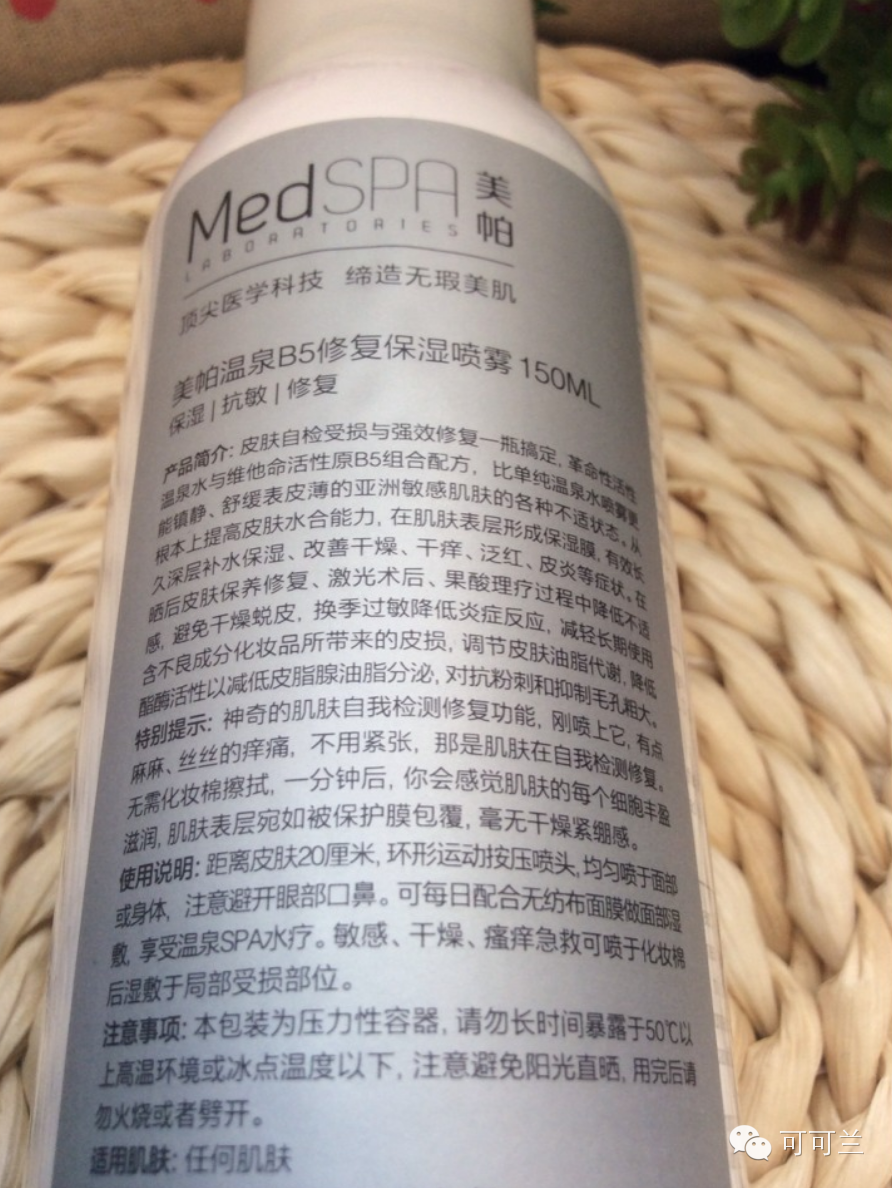 MedSPA 美帕
LABORATORIES
顶尖医学科技 缔造无瑕美肌
美帕温泉B5修复保湿喷雾 150ML
保湿|抗敏|修复
产品简介: 皮肤自检受损与强效修复一瓶搞定, 革命性活性
温泉水与维他命活性原B5组合配方, 比单纯温泉水喷雾更
能镇静、舒缓表皮薄的亚洲敏感肌肤的各种不适状态。从
根本上提高皮肤水合能力, 在肌肤表层形成保湿膜, 有效长
久深层补水保湿、改善干燥、干痒、泛红、皮炎等症状。在
晒后皮肤保养修复、激光术后、果酸理疗过程中降低不适
感, 避免干燥蜕皮, 换季过敏降低炎症反应, 减轻长期使用
含不良成分化妆品所带来的皮损, 调节皮肤油脂代谢, 降低
酯酶活性以减低皮脂腺油脂分泌, 对抗粉刺和抑制毛孔粗大。
特别提示: 神奇的肌肤自我检测修复功能, 刚喷上它, 有点
麻麻、丝丝的痒痛, 不用紧张, 那是肌肤在自我检测修复。
无需化妆棉擦拭, 一分钟后, 你会感觉肌肤的每个细胞丰盈
滋润, 肌肤表层宛如被保护膜包覆, 毫无干燥紧绷感。
使用说明: 距离皮肤20厘米, 环形运动按压喷头, 均匀喷于面部
或身体, 注意避开眼部口鼻。可每日配合无纺布面膜做面部湿
敷, 享受温泉SPA水疗。敏感、干燥、瘙痒急救可喷于化妆棉
后湿敷于局部受损部位。
注意事项: 本包装为压力性容器, 请勿长时间暴露于50℃以
上高温环境或冰点温度以下, 注意避免阳光直晒, 用完后请
勿火烧或者劈开。
适用肌肤: 任何肌肤
可可兰